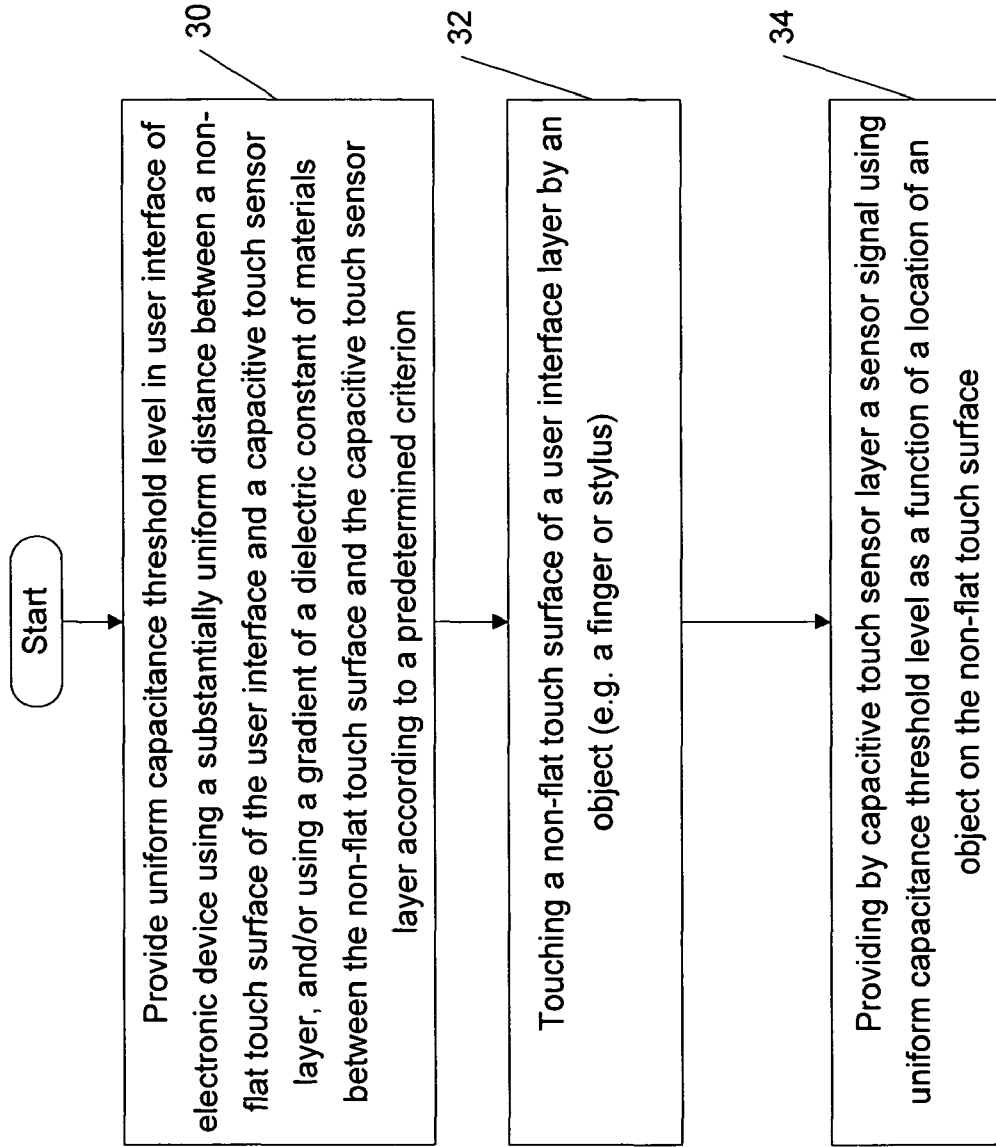 Start
Provide uniform capacitance threshold level in user interface of
electronic device using a substantially uniform distance between a non-
flat touch surface of the user interface and a capacitive touch sensor
layer, and/or using a gradient of a dielectric constant of materials
between the non-flat touch surface and the capacitive touch sensor
layer according to a predetermined criterion
30
Touching a non-flat touch surface of a user interface layer by an
object (e.g. a finger or stylus)
32
Providing by capacitive touch sensor layer a sensor signal using
uniform capacitance threshold level as a function of a location of an
object on the non-flat touch surface
34